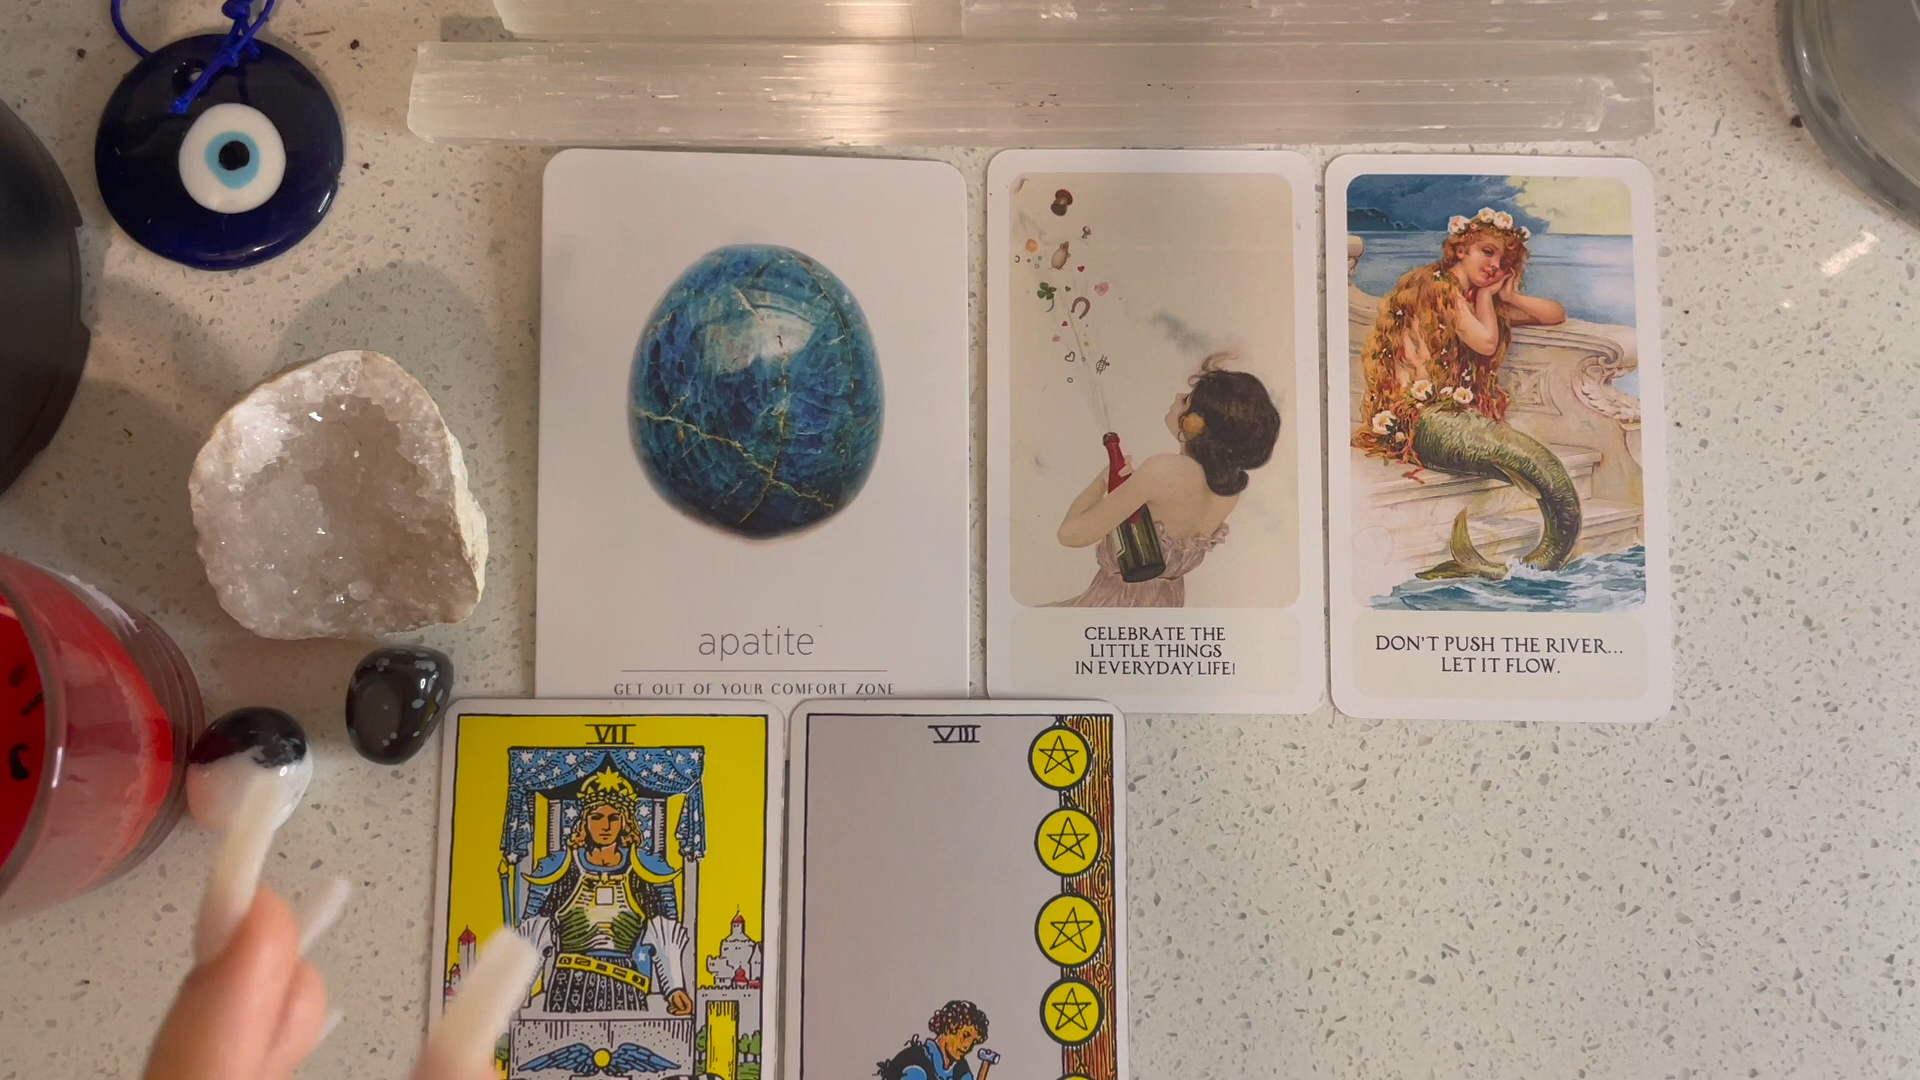 apatite
GET OUT OF YOUR COMFORT ZONE
CELEBRATE THE
LITTLE THINGS
IN EVERYDAY LIFE!
DON'T PUSH THE RIVER...
LET IT FLOW.
VII
VIII